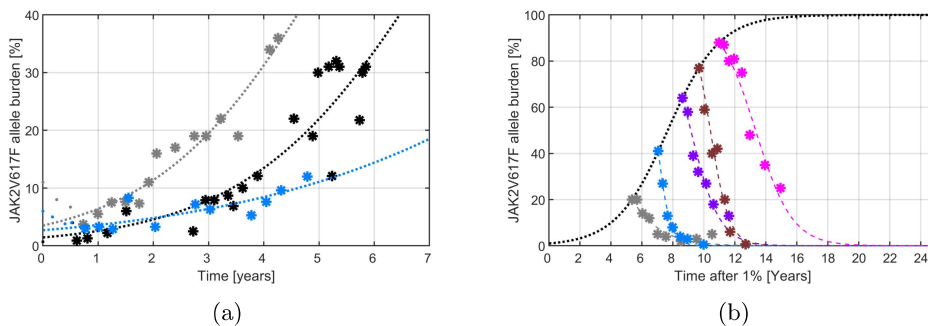 JAK2V617F allele burden [%]
40
30
20
10
0
0 1 2 3 4 5 6 7
Time [years]
(a)
JAK2V617F allele burden [%]
100
80
60
40
20
0
0 2 4 6 8 10 12 14 16 18 20 22 24
Time after 1% [Years]
(b)